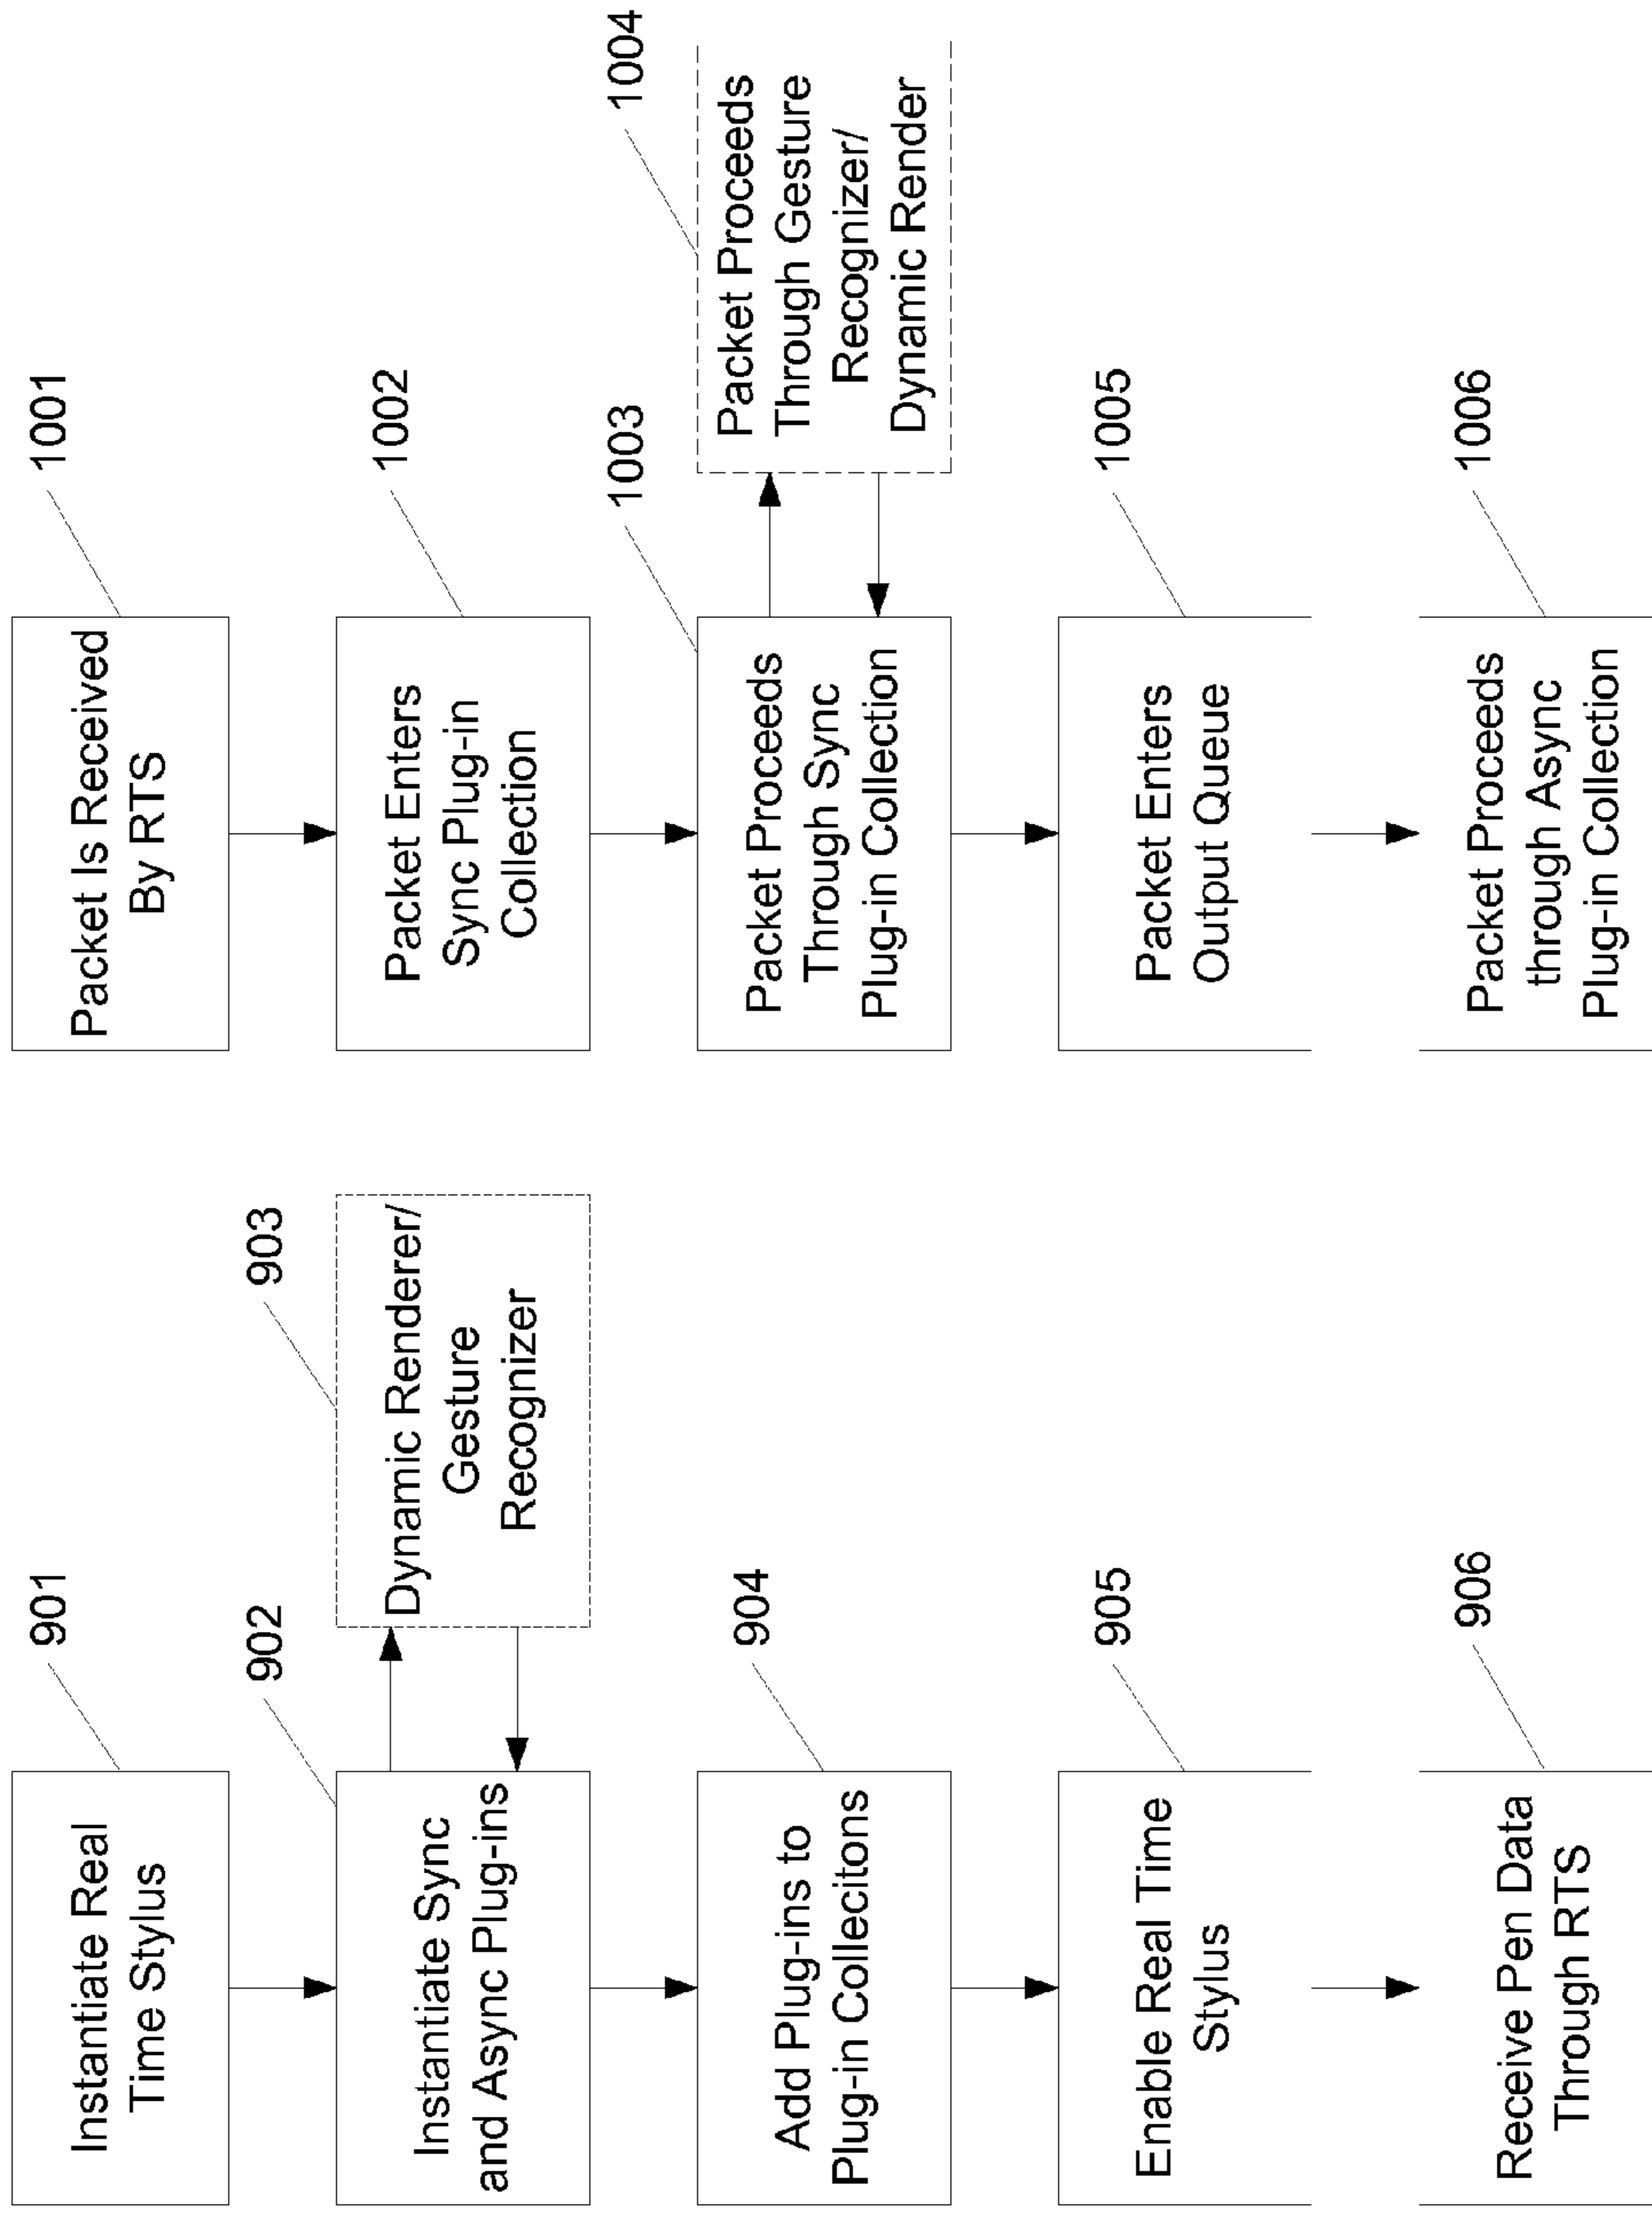 901
Instantiate Real
Time Stylus
902
Instantiate Sync
and Async Plug-ins
903
Dynamic Renderer/
Gesture
Recognizer
904
Add Plug-ins to
Plug-in Collecitons
905
Enable Real Time
Stylus
906
Receive Pen Data
Through RTS
1001
Packet Is Received
By RTS
1002
Packet Enters
Sync Plug-in
Collection
1003
Packet Proceeds
Through Sync
Plug-in Collection
1004
Packet Proceeds
Through Gesture
Recognizer/
Dynamic Render
1005
Packet Enters
Output Queue
1006
Packet Proceeds
through Async
Plug-in Collection